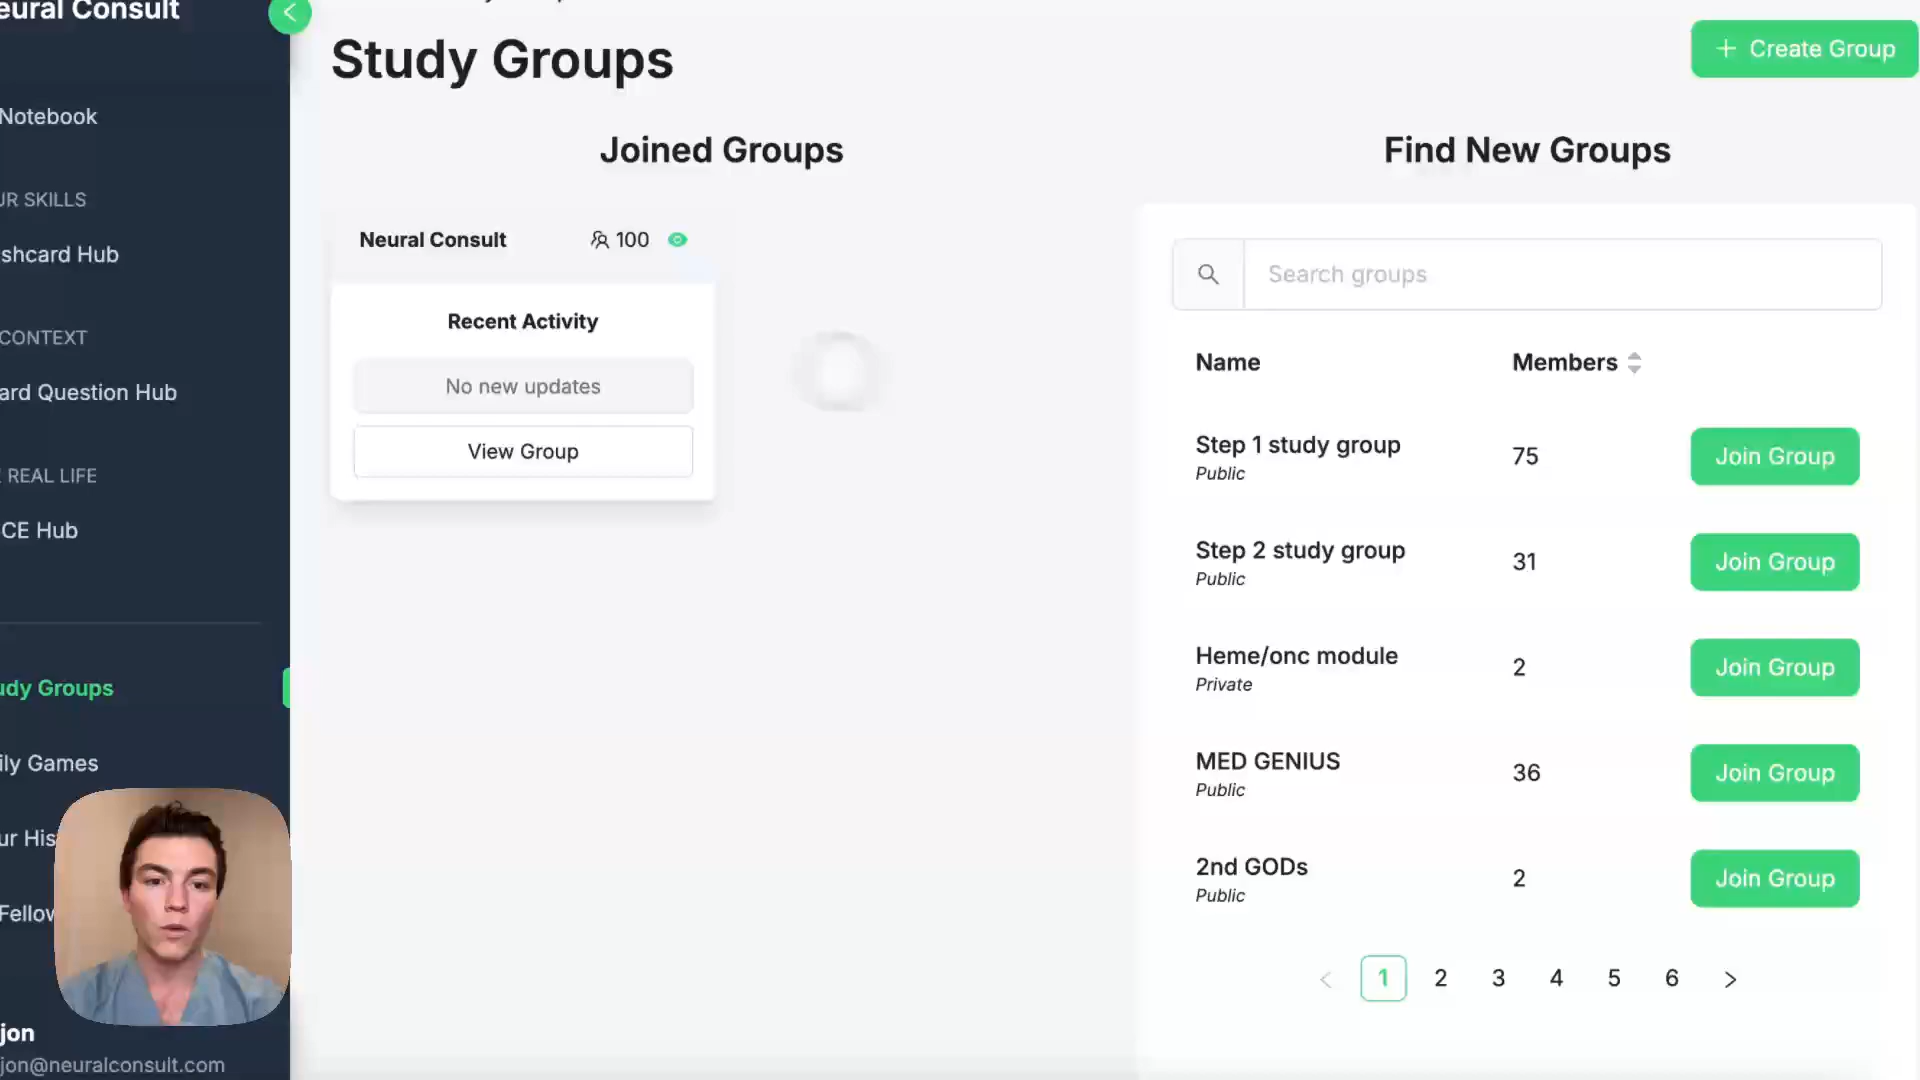 eural Consult
Notebook
UR SKILLS
shcard Hub
CONTEXT
ard Question Hub
REAL LIFE
CE Hub
udy Groups
ily Games
ur His
Fellow
jon
jon@neuralconsult.com
Study Groups
+ Create Group
Joined Groups
Neural Consult 100
Recent Activity
No new updates
View Group
Find New Groups
Search groups
Name Members
Step 1 study group 75 Join Group
Public
Step 2 study group 31 Join Group
Public
Heme/onc module 2 Join Group
Private
MED GENIUS 36 Join Group
Public
2nd GODs 2 Join Group
Public
< 1 2 3 4 5 6 >